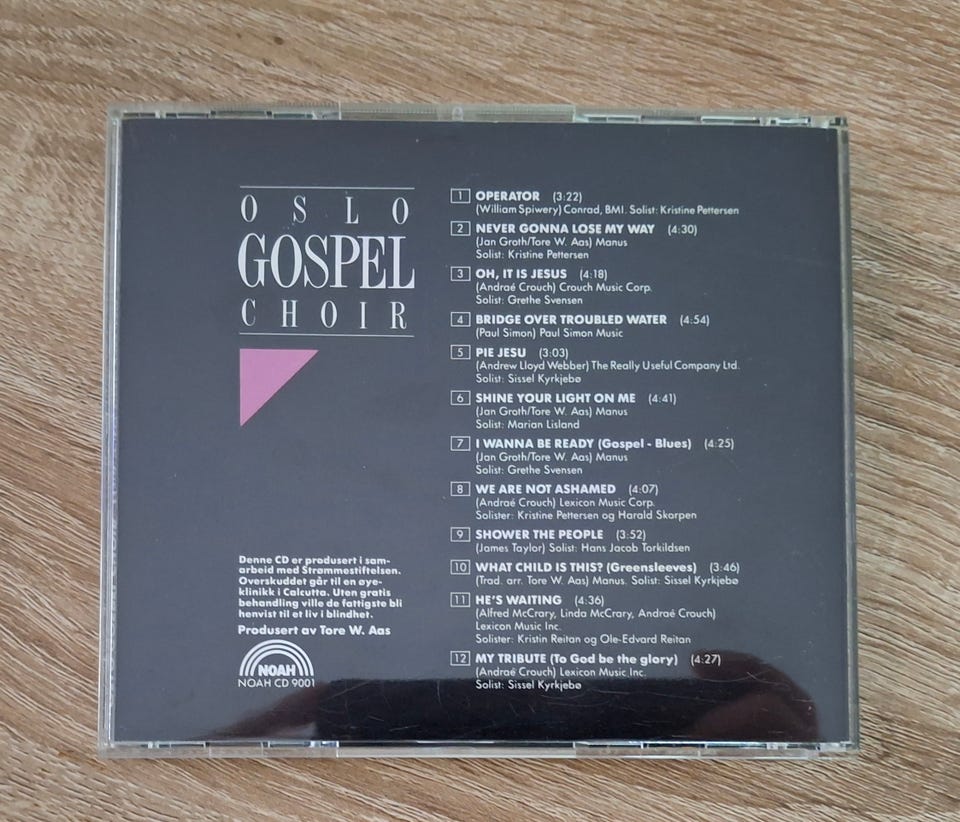 OSLO
GOSPEL
CHOIR
1 OPERATOR (3:22)
(William Spiwery) Conrad, BMI. Solist: Kristine Pettersen
2 NEVER GONNA LOSE MY WAY (4:30)
(Jan Groth/Tore W. Aas) Manus
Solist: Kristine Pettersen
3 OH, IT IS JESUS (4:18)
(Andraé Crouch) Crouch Music Corp.
Solist: Grethe Svensen
4 BRIDGE OVER TROUBLED WATER (4:54)
(Paul Simon) Paul Simon Music
5 PIE JESU (3:03)
(Andrew Lloyd Webber) The Really Useful Company Ltd.
Solist: Sissel Kyrkjebø
6 SHINE YOUR LIGHT ON ME (4:41)
(Jan Groth/Tore W. Aas) Manus
Solist: Marian Lisland
7 I WANNA BE READY (Gospel - Blues) (4:25)
(Jan Groth/Tore W. Aas) Manus
Solist: Grethe Svensen
8 WE ARE NOT ASHAMED (4:07)
(Andraé Crouch) Lexicon Music Corp.
Solister: Kristine Pettersen og Harald Skorpen
9 SHOWER THE PEOPLE (3:52)
(James Taylor) Solist: Hans Jacob Torkildsen
10 WHAT CHILD IS THIS? (Greensleeves) (3:46)
(Trad. arr. Tore W. Aas) Manus. Solist: Sissel Kyrkjebø
11 HE'S WAITING (4:36)
(Alfred McCrary, Linda McCrary, Andraé Crouch)
Lexicon Music Inc.
Solister: Kristin Reitan og Ole-Edvard Reitan
12 MY TRIBUTE (To God be the glory) (4:27)
(Andraé Crouch) Lexicon Music Inc.
Solist: Sissel Kyrkjebø
Denne CD er produsert i sam-
arbeid med Strømmestiftelsen.
Overskuddet går til en øye-
klinikk i Calcutta. Uten gratis
behandling ville de fattigste bli
henvist til et liv i blindhet.
Produsert av Tore W. Aas
NOAH
NOAH CD 9001